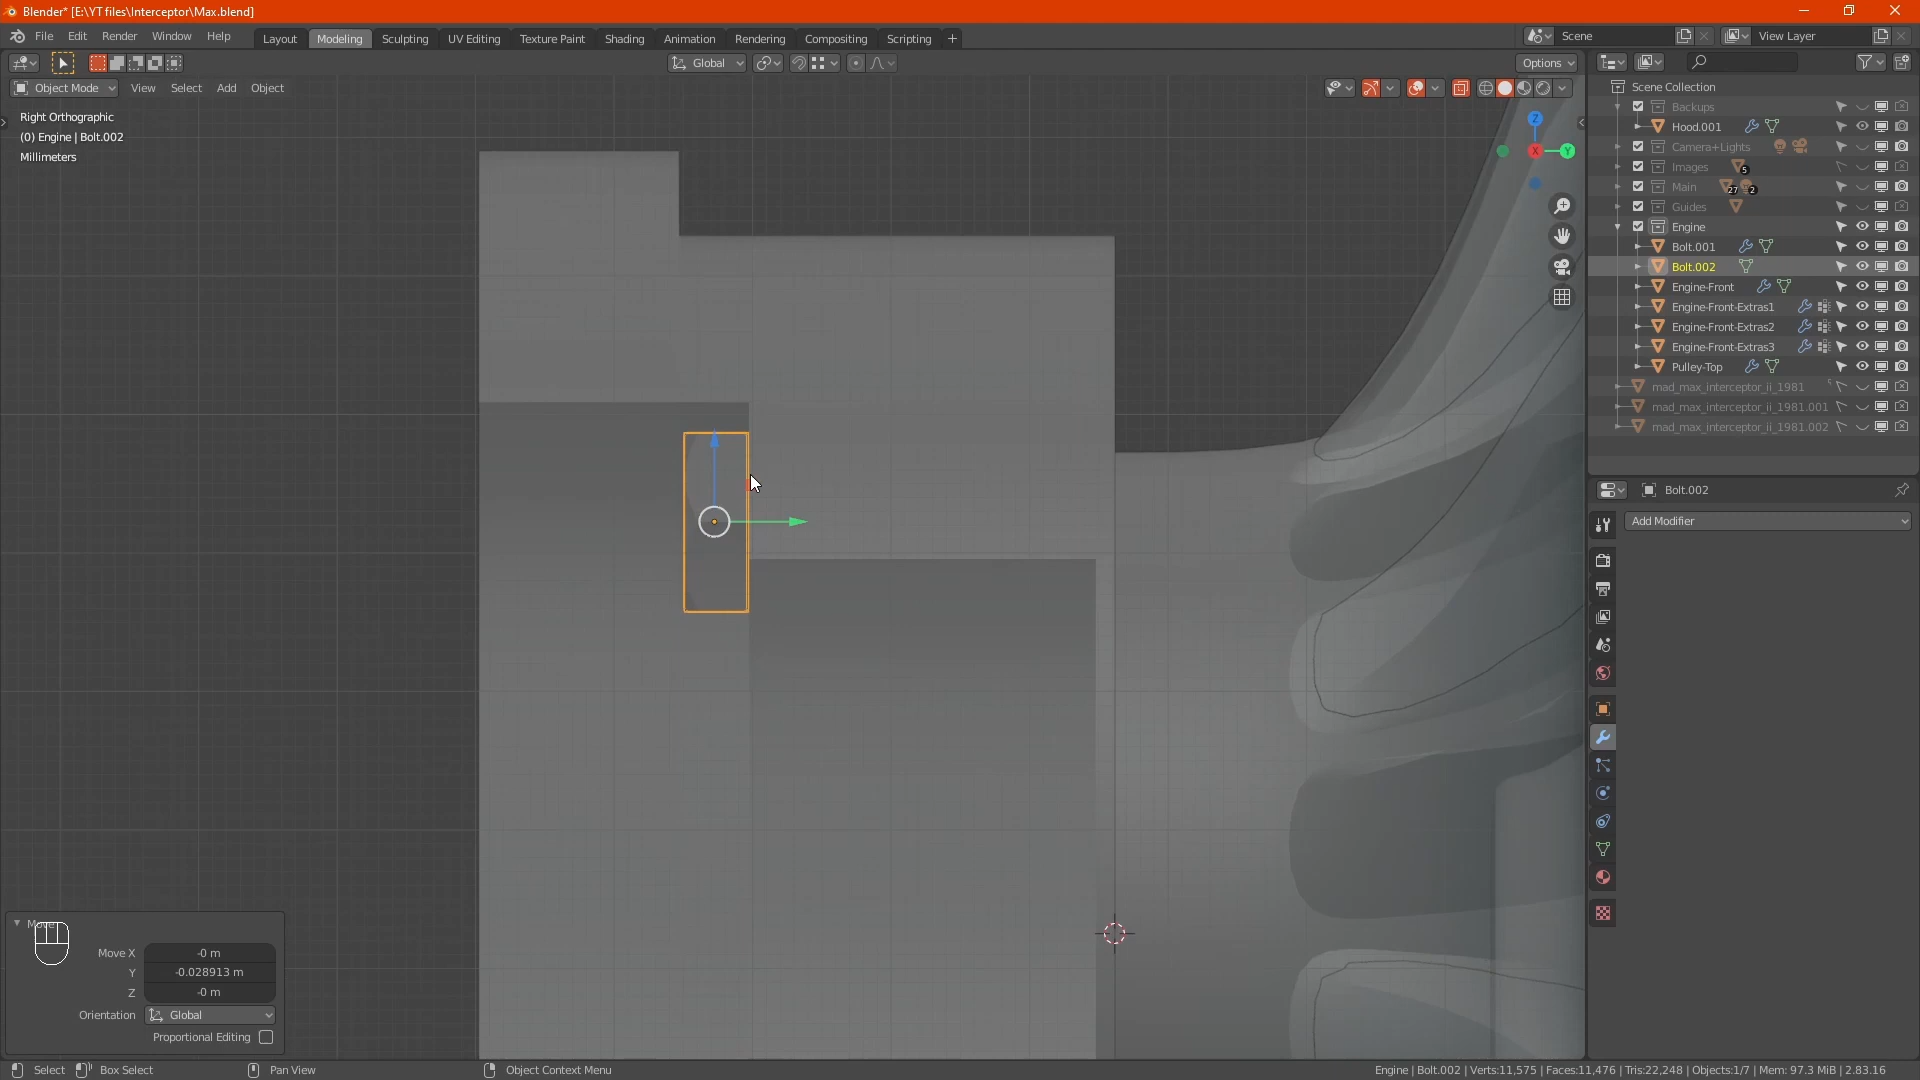 Blender* [E:\YT files\Interceptor\Max.blend]
File Edit Render Window Help Layout Modeling Sculpting UV Editing Texture Paint Shading Animation Rendering Compositing Scripting + Scene View Layer
Global Options
Object Mode View Select Add Object
Right Orthographic
(0) Engine | Bolt.002
Millimeters
Z
X
Y
Scene Collection
Backups
Hood.001
Camera+Lights
Images 5
Main 27 2
Guides
Engine
Bolt.001
Bolt.002
Engine-Front
Engine-Front-Extras1
Engine-Front-Extras2
Engine-Front-Extras3
Pulley-Top
mad_max_interceptor_ii_1981
mad_max_interceptor_ii_1981.001
mad_max_interceptor_ii_1981.002
Bolt.002
Add Modifier
Move
Move X -0 m
Y -0.028913 m
Z -0 m
Orientation Global
Proportional Editing
Select Box Select Pan View Object Context Menu
Engine | Bolt.002 | Verts:11,575 | Faces:11,476 | Tris:22,248 | Objects:1/7 | Mem: 97.3 MiB | 2.83.16